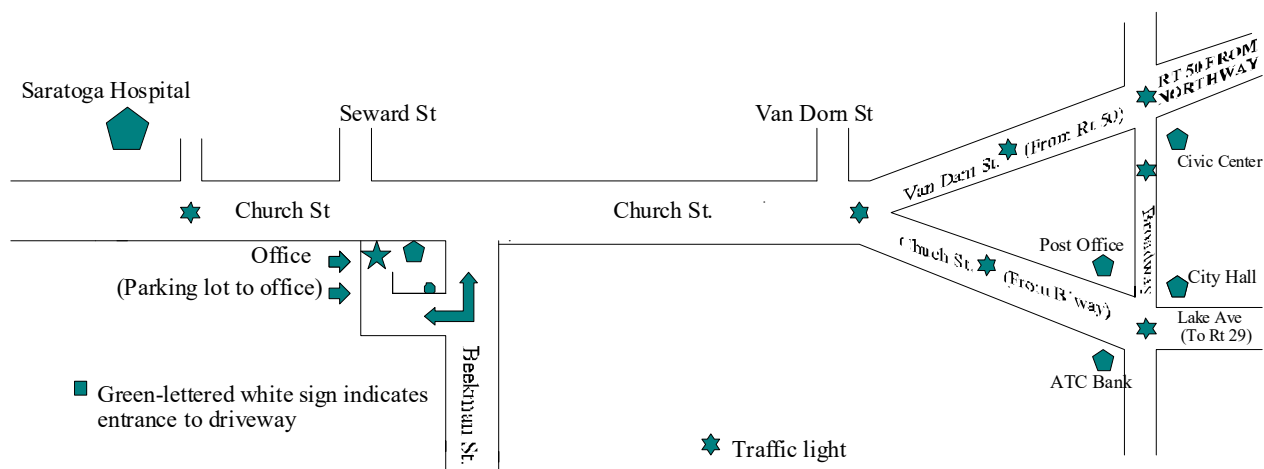 RT 50 FROM
NORTHWAY
Saratoga Hospital
Seward St
Van Dorn St
(From Rt. 50)
Civic Center
Van Dam St.
Church St
Church St.
Broadway
Post Office
Church St.
Office
City Hall
(From B'way)
(Parking lot to office)
Lake Ave
(To Rt 29)
Beekman St.
ATC Bank
Green-lettered white sign indicates
entrance to driveway
Traffic light